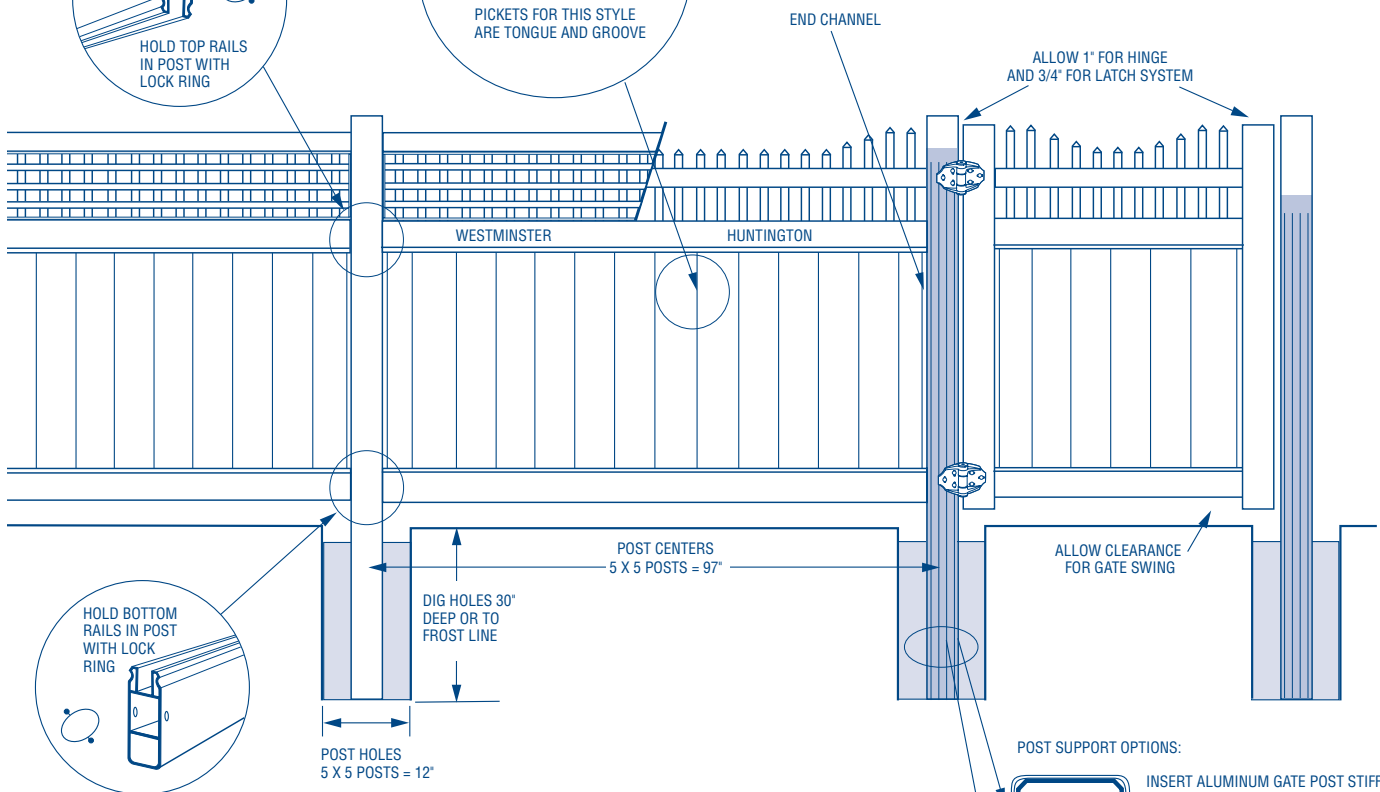 PICKETS FOR THIS STYLE
ARE TONGUE AND GROOVE
END CHANNEL
HOLD TOP RAILS
IN POST WITH
LOCK RING
ALLOW 1" FOR HINGE
AND 3/4" FOR LATCH SYSTEM
WESTMINSTER
HUNTINGTON
POST CENTERS
5 X 5 POSTS = 97"
ALLOW CLEARANCE
FOR GATE SWING
DIG HOLES 30"
DEEP OR TO
FROST LINE
HOLD BOTTOM
RAILS IN POST
WITH LOCK
RING
POST HOLES
5 X 5 POSTS = 12"
POST SUPPORT OPTIONS:
INSERT ALUMINUM GATE POST